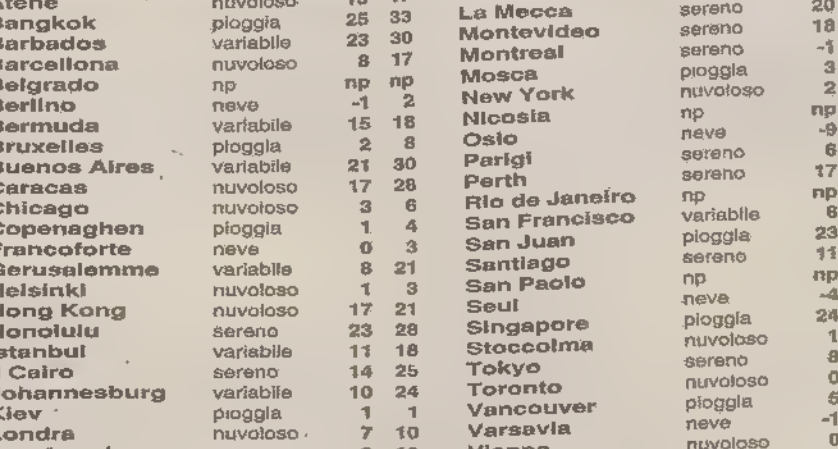 Atene nuvoloso
Bangkok pioggia 25 33
Barbados variabile 23 30
Barcellona nuvoloso 8 17
Belgrado np np np
Berlino neve -1 2
Bermuda variabile 15 18
Bruxelles pioggia 2 8
Buenos Aires variabile 21 30
Caracas nuvoloso 17 28
Chicago nuvoloso 3 6
Copenaghen pioggia 1 4
Francoforte neve 0 3
Gerusalemme variabile 8 21
Helsinki nuvoloso 1 3
Hong Kong nuvoloso 17 21
Honolulu sereno 23 28
stanbul variabile 11 18
Cairo sereno 14 25
ohannesburg variabile 10 24
Kiev pioggia 1 1
Londra nuvoloso 7 10
La Mecca sereno 20
Montevideo sereno 18
Montreal sereno -1
Mosca pioggia 3
New York nuvoloso 2
Nicosia np np
Oslo neve -9
Parigi sereno 6
Perth sereno 17
Rio de Janeiro np np
San Francisco variabile 8
San Juan pioggia 23
Santiago sereno 11
San Paolo np np
Seul neve -4
Singapore pioggia 24
Stoccolma nuvoloso 1
Tokyo sereno 8
Toronto nuvoloso 0
Vancouver pioggia 5
Varsavia neve -1
Vienna nuvoloso 0